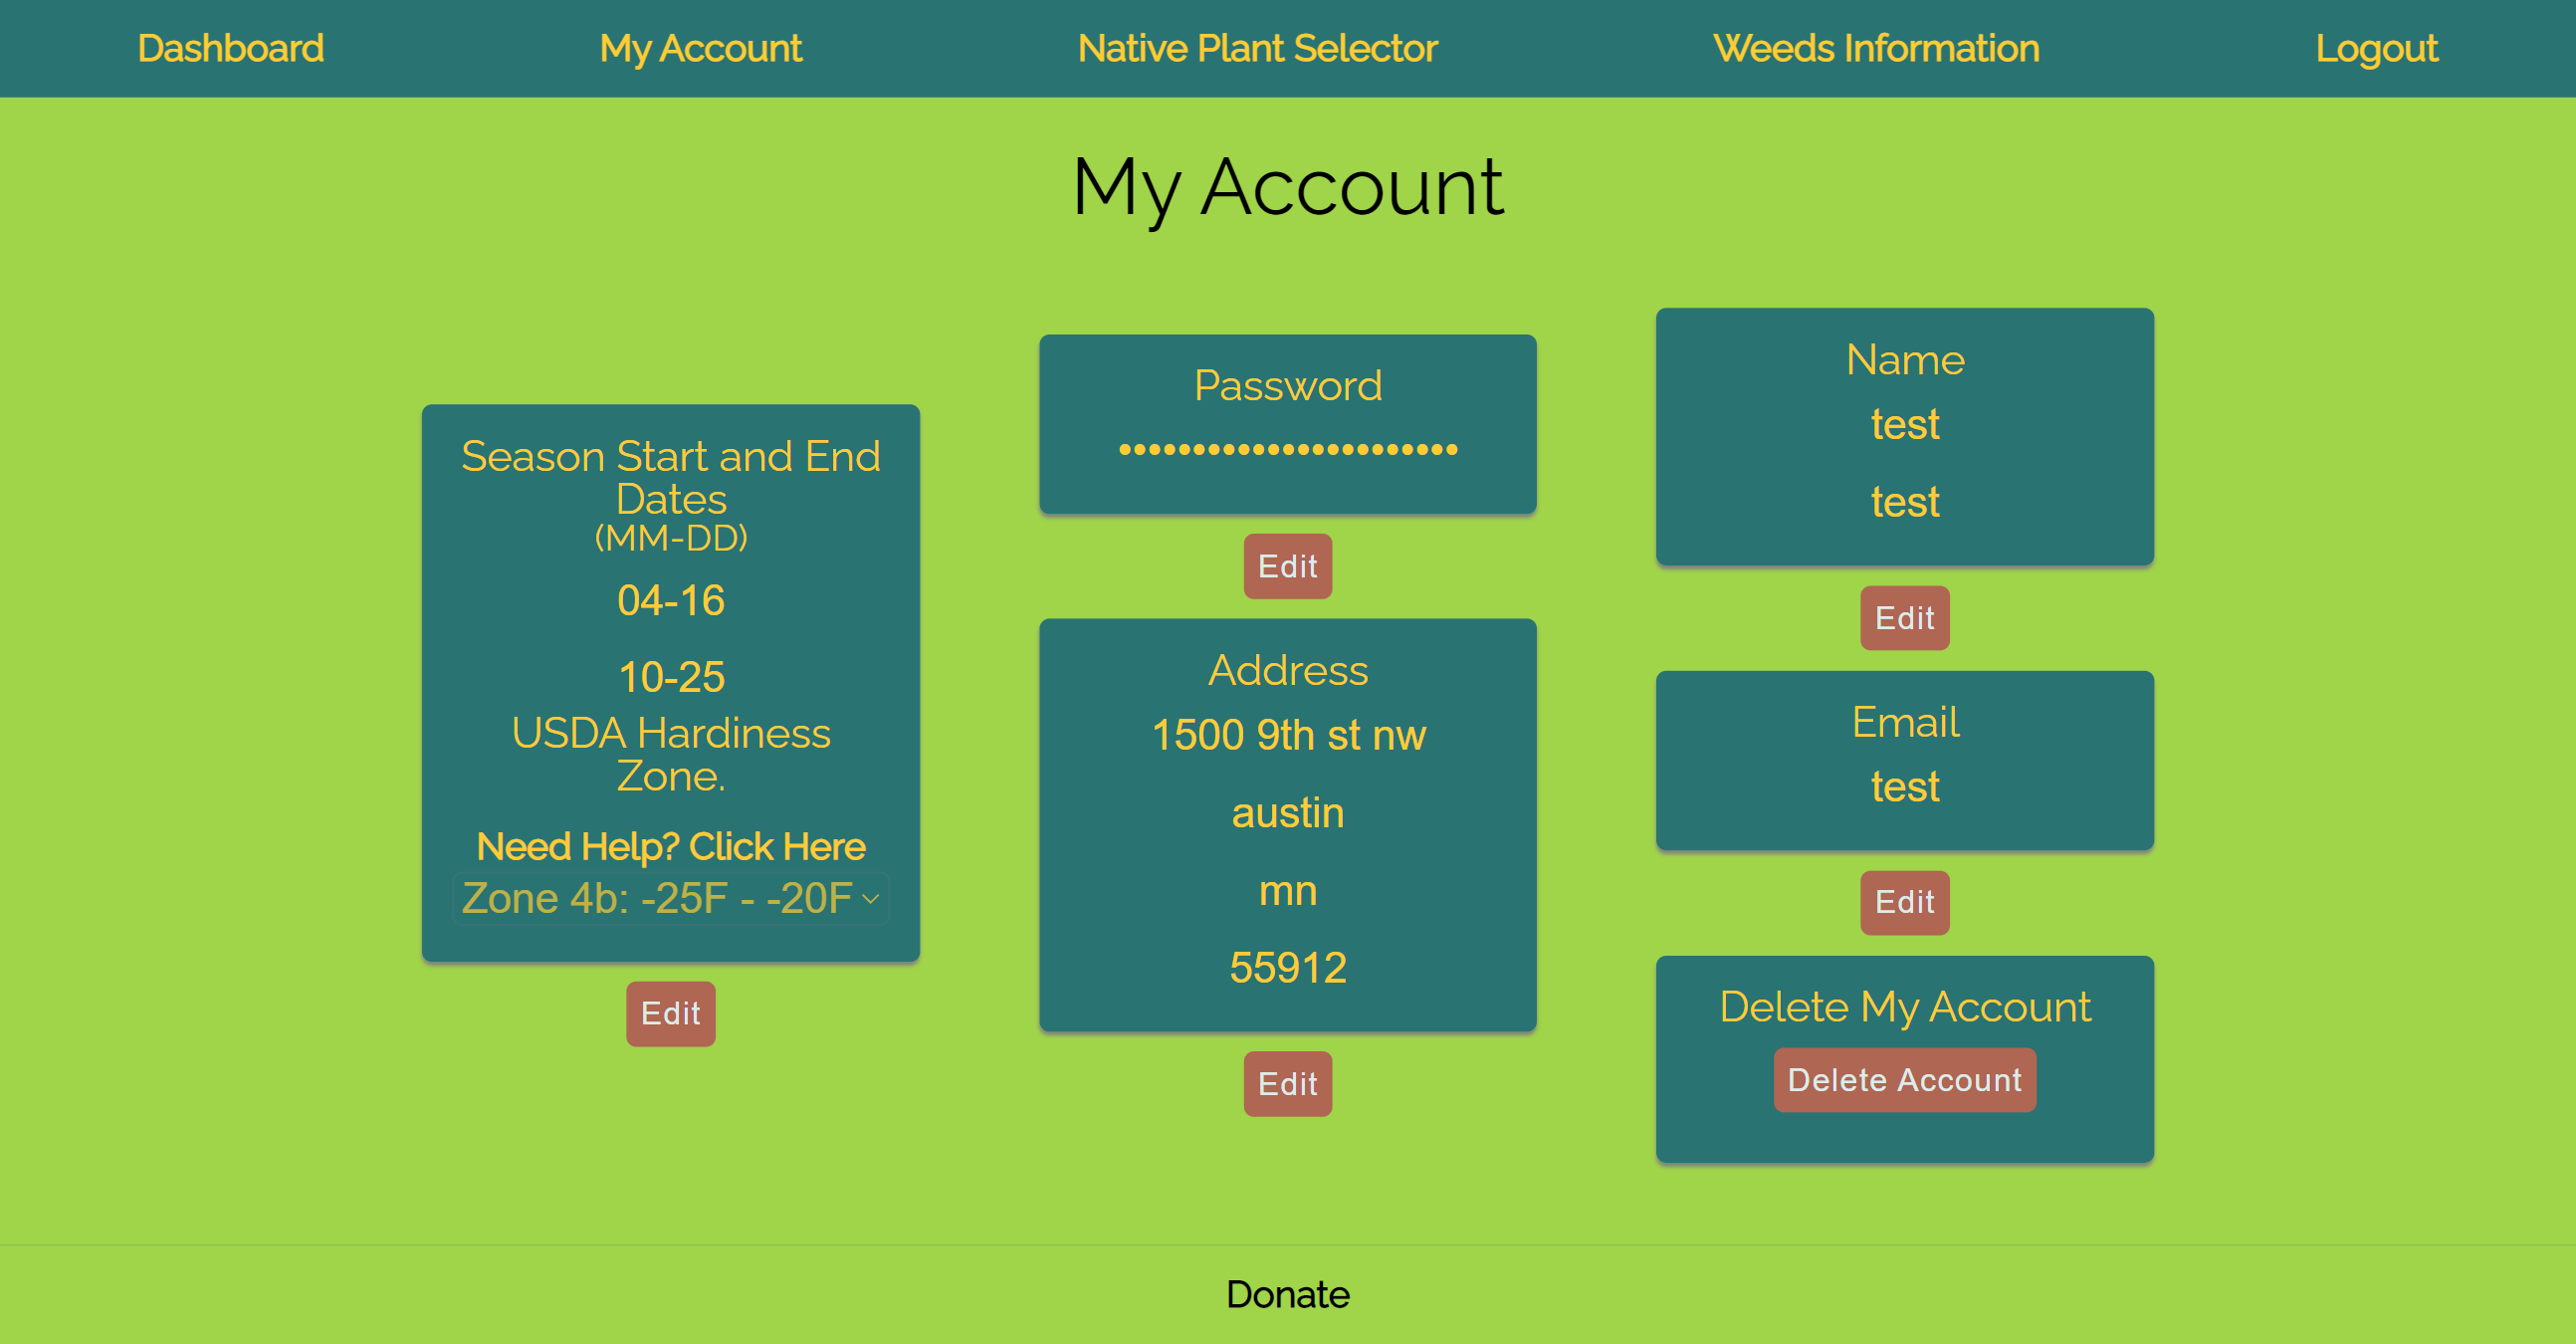 Dashboard
My Account
Native Plant Selector
Weeds Information
Logout
My Account
Season Start and End
Dates
(MM-DD)
04-16
10-25
USDA Hardiness
Zone.
Need Help? Click Here
Zone 4b: -25F - -20F
Edit
Password
•••••••••••••••••••••••
Edit
Address
1500 9th st nw
austin
mn
55912
Edit
Name
test
test
Edit
Email
test
Edit
Delete My Account
Delete Account
Donate